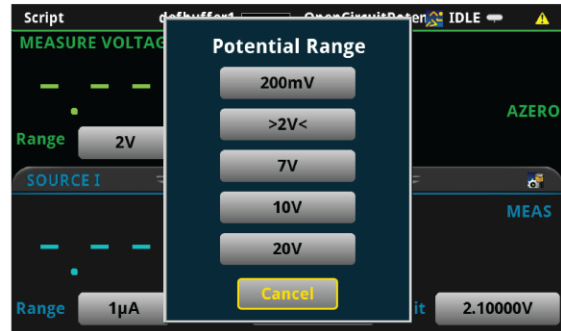 Script defbuffer1 OpenCircuitPoten IDLE
MEASURE VOLTAG
Potential Range
200mV
>2V<
AZERO
Range 2V
7V
SOURCE I
10V
MEAS
20V
Cancel
Range 1µA it 2.10000V